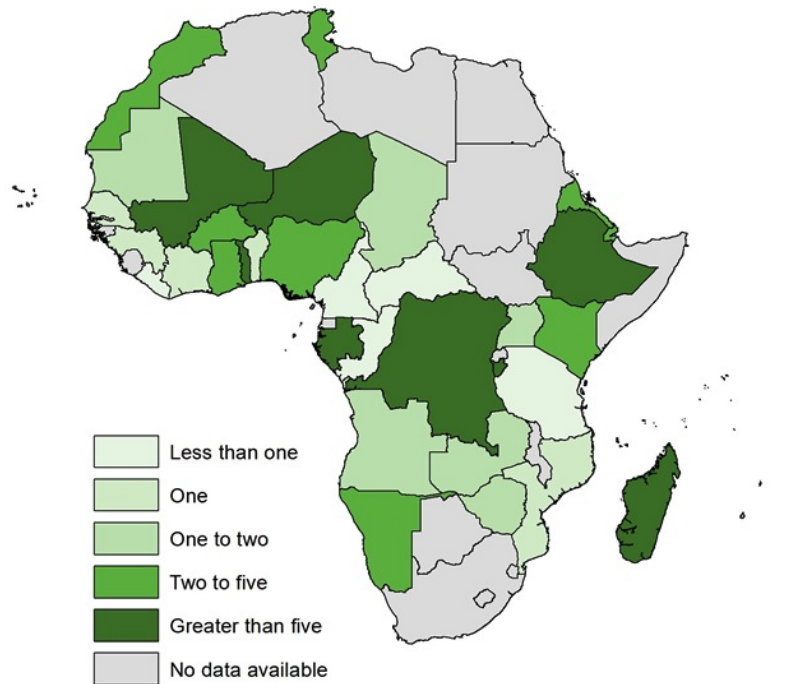 Less than one
One
One to two
Two to five
Greater than five
No data available